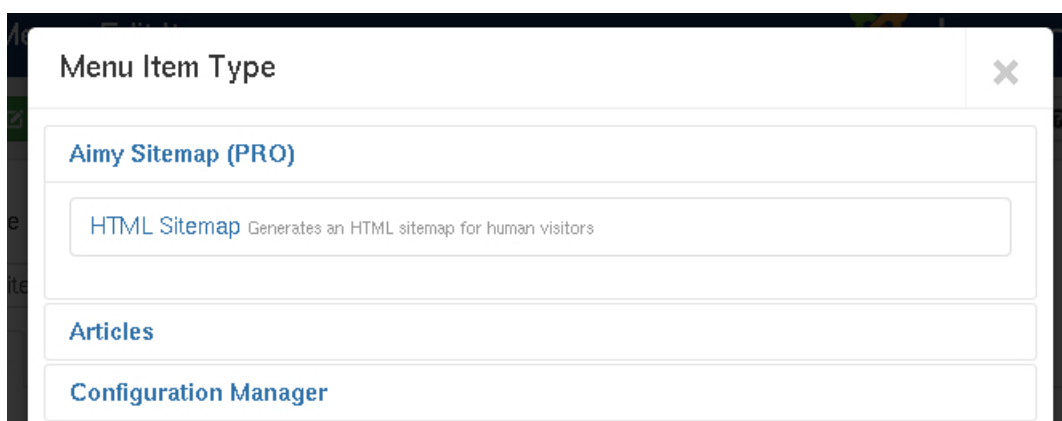 Menu Item Type
Aimy Sitemap (PRO)
HTML Sitemap Generates an HTML sitemap for human visitors
Articles
Configuration Manager